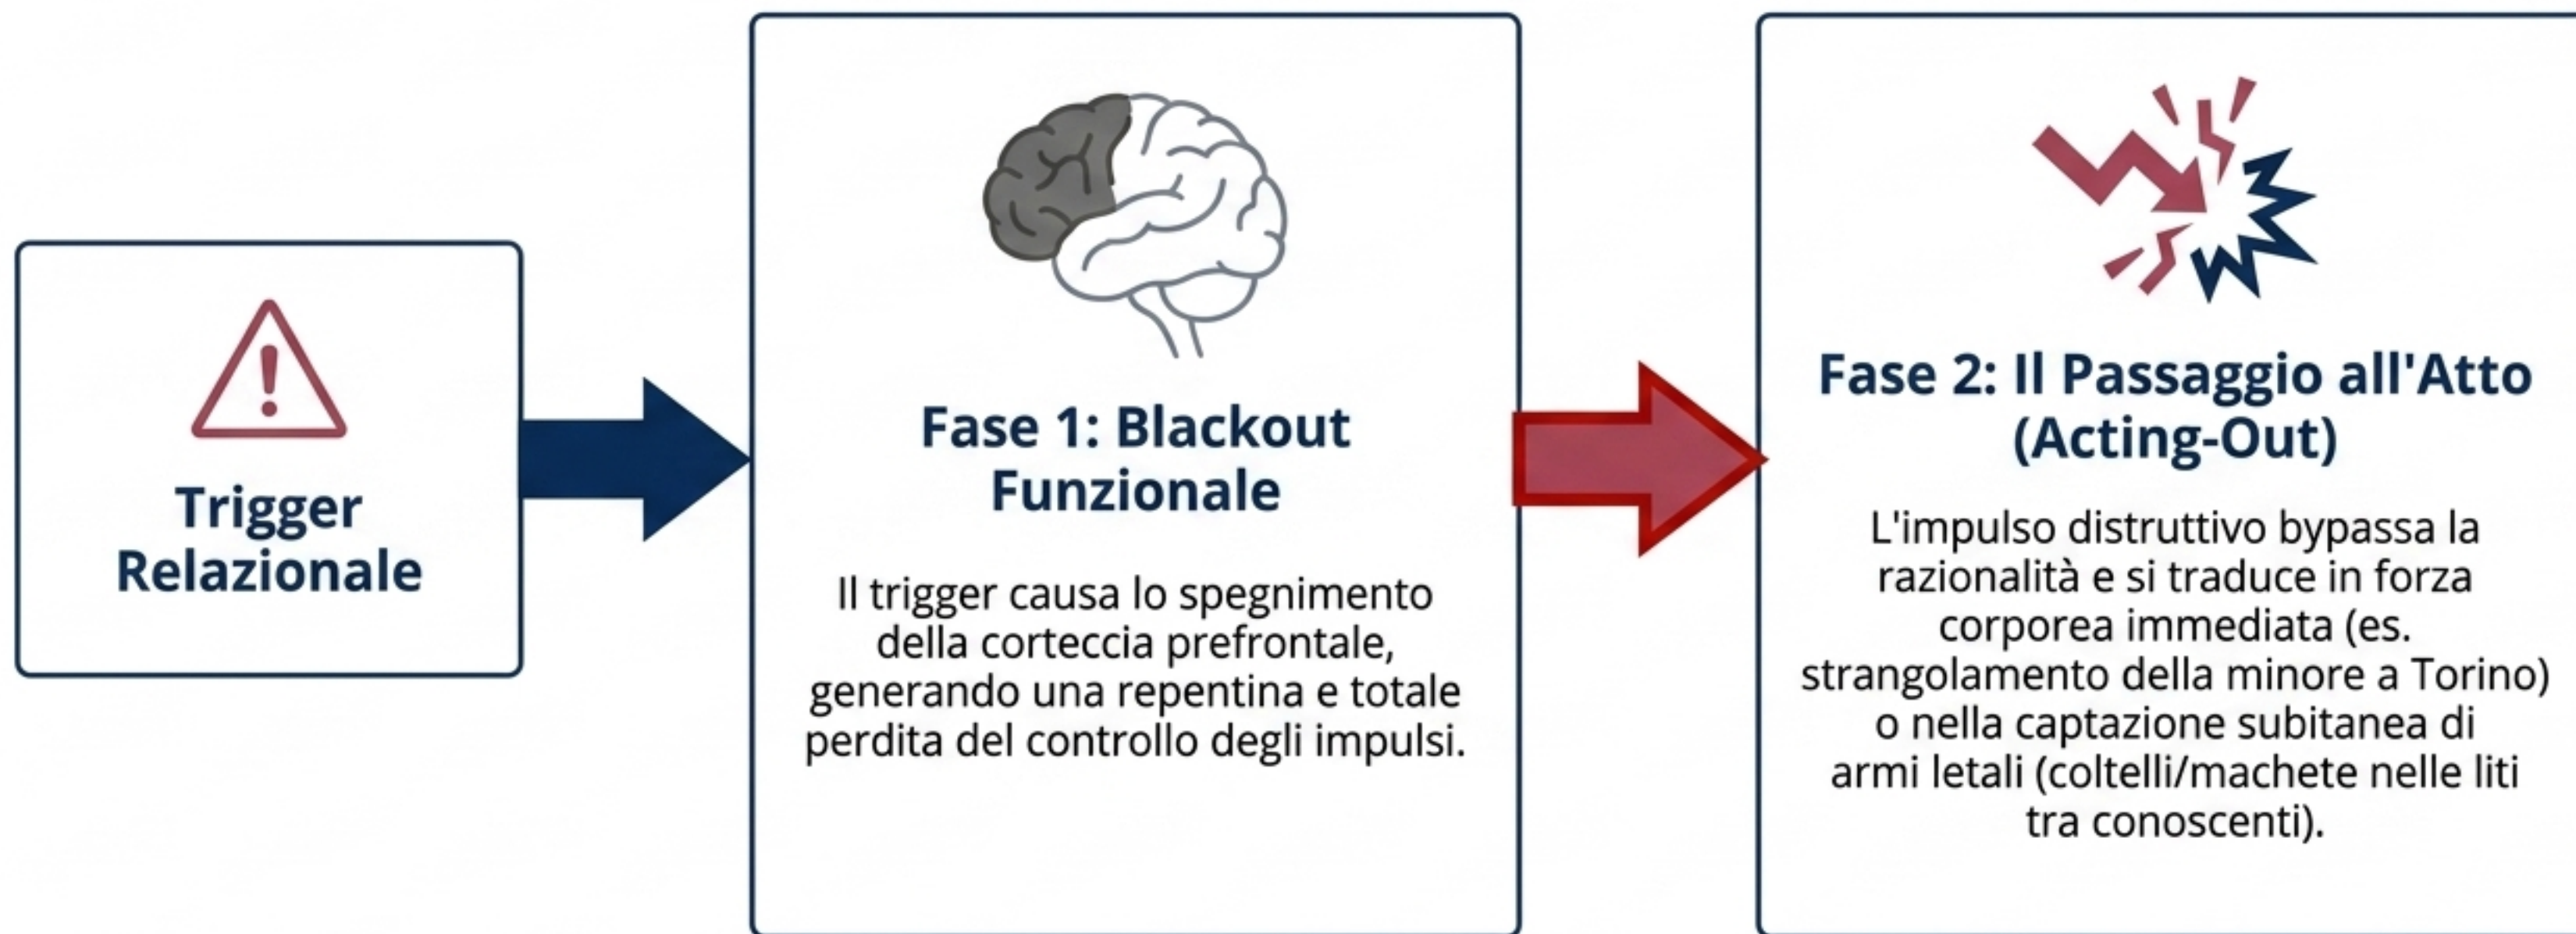 Trigger
Relazionale
Fase 1: Blackout
Funzionale
Il trigger causa lo spegnimento
della corteccia prefrontale,
generando una repentina e totale
perdita del controllo degli impulsi.
Fase 2: Il Passaggio all'Atto
(Acting-Out)
L'impulso distruttivo bypassa la
razionalità e si traduce in forza
corporea immediata (es.
strangolamento della minore a Torino)
o nella captazione subitanea di
armi letali (coltelli/machete nelle liti
tra conoscenti).